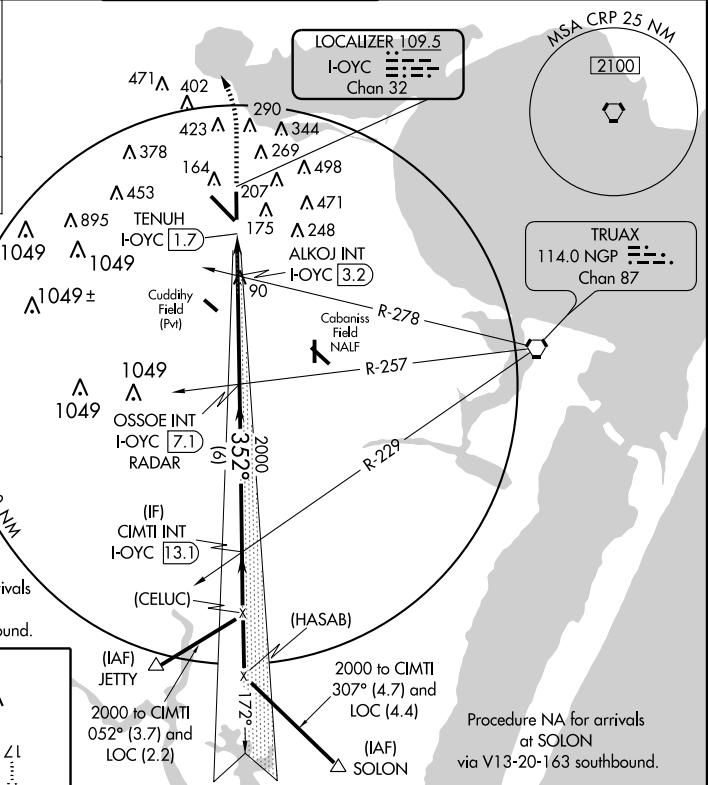 LOCALIZER 109.5
I-OYC
Chan 32
MSA CRP 25 NM
2100
471
402
290
423
344
378
269
164
498
207
453
471
175
895
248
1049
1049
1049 ±
1049
1049
TENUH
I-OYC 1.7
ALKOJ INT
I-OYC 3.2
90
TRUAX
114.0 NGP
Chan 87
Cuddihy
Field
(Pvt)
Cabaniss
Field
NALF
R-278
R-257
R-229
OSSOE INT
I-OYC 7.1
RADAR
352°
2000
(6)
(IF)
CIMTI INT
I-OYC 13.1
NM
(CELUC)
(HASAB)
(IAF)
JETTY
2000 to CIMTI
052° (3.7) and
LOC (2.2)
172°
2000 to CIMTI
307° (4.7) and
LOC (4.4)
(IAF)
SOLON
Procedure NA for arrivals
at SOLON
via V13-20-163 southbound.
ivals
ound.
17